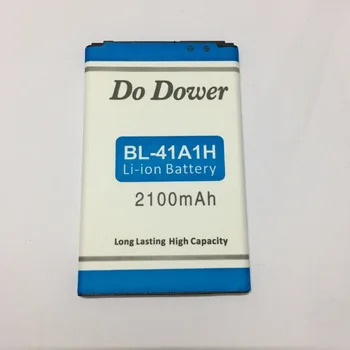 Do Dower
BL-41A1H
Li-ion Battery
2100mAh
Long Lasting High Capacity